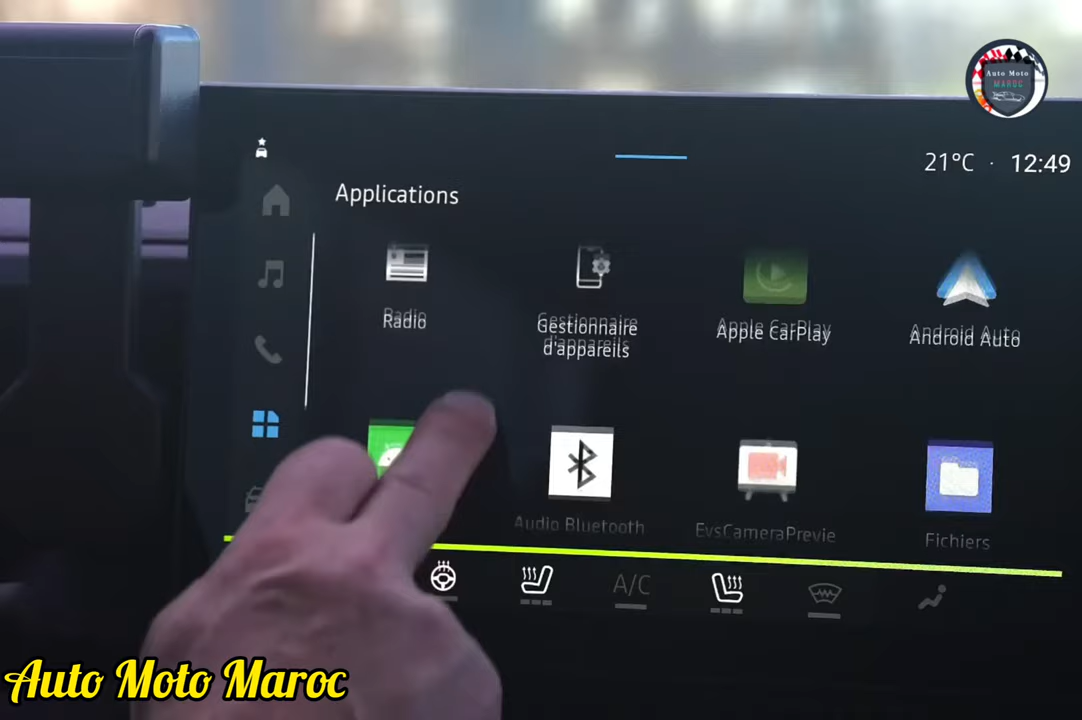 Auto Moto
MAROC
21°C · 12:49
Applications
Radio
Gestionnaire
d'appareils
Apple CarPlay
Android Auto
Audio Bluetooth
EvsCameraPrevie
Fichiers
A/C
Auto Moto Maroc